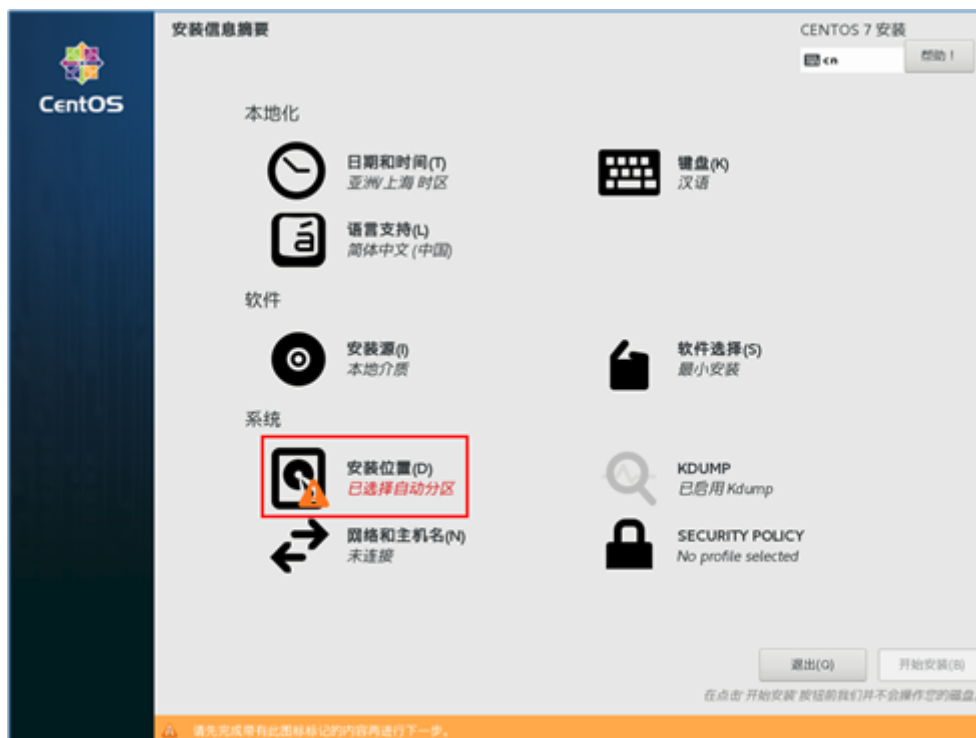 安装信息摘要
CENTOS 7 安装
cn
帮助！
CentOS
本地化
日期和时间(T)
亚洲/上海 时区
键盘(K)
汉语
语言支持(L)
简体中文 (中国)
软件
安装源(I)
本地介质
软件选择(S)
最小安装
系统
安装位置(D)
已选择自动分区
KDUMP
已启用 Kdump
网络和主机名(N)
未连接
SECURITY POLICY
No profile selected
退出(Q)
开始安装(B)
在点击'开始安装'按钮前我们并不会操作您的磁盘。
请先完成带有此图标标记的内容再进行下一步。